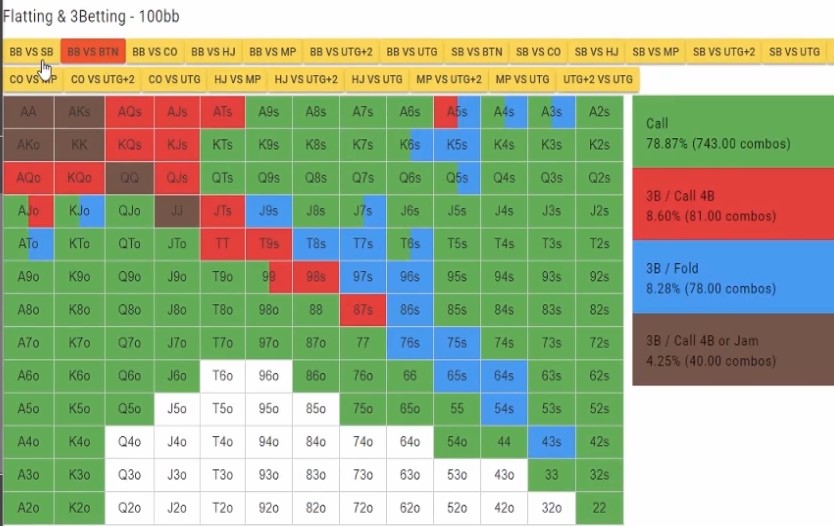 Flatting & 3Betting - 100bb
BB VS SB BB VS BTN BB VS CO BB VS HJ BB VS MP BB VS UTG+2 BB VS UTG SB VS BTN SB VS CO SB VS HJ SB VS MP SB VS UTG+2 SB VS UTG
CO VS MP CO VS UTG+2 CO VS UTG HJ VS MP HJ VS UTG+2 HJ VS UTG MP VS UTG+2 MP VS UTG UTG+2 VS UTG
AA AKs AQs AJs ATs A9s A8s A7s A6s A5s A4s A3s A2s
AKo KK KQs KJs KTs K9s K8s K7s K6s K5s K4s K3s K2s
AQo KQo QQ QJs QTs Q9s Q8s Q7s Q6s Q5s Q4s Q3s Q2s
AJo KJo QJo JJ JTs J9s J8s J7s J6s J5s J4s J3s J2s
ATo KTo QTo JTo TT T9s T8s T7s T6s T5s T4s T3s T2s
A9o K9o Q9o J9o T9o 99 98s 97s 96s 95s 94s 93s 92s
A8o K8o Q8o J8o T8o 98o 88 87s 86s 85s 84s 83s 82s
A7o K7o Q7o J7o T7o 97o 87o 77 76s 75s 74s 73s 72s
A6o K6o Q6o J6o T6o 96o 86o 76o 66 65s 64s 63s 62s
A5o K5o Q5o J5o T5o 95o 85o 75o 65o 55 54s 53s 52s
A4o K4o Q4o J4o T4o 94o 84o 74o 64o 54o 44 43s 42s
A3o K3o Q3o J3o T3o 93o 83o 73o 63o 53o 43o 33 32s
A2o K2o Q2o J2o T2o 92o 82o 72o 62o 52o 42o 32o 22
Call
78.87% (743.00 combos)
3B / Call 4B
8.60% (81.00 combos)
3B / Fold
8.28% (78.00 combos)
3B / Call 4B or Jam
4.25% (40.00 combos)